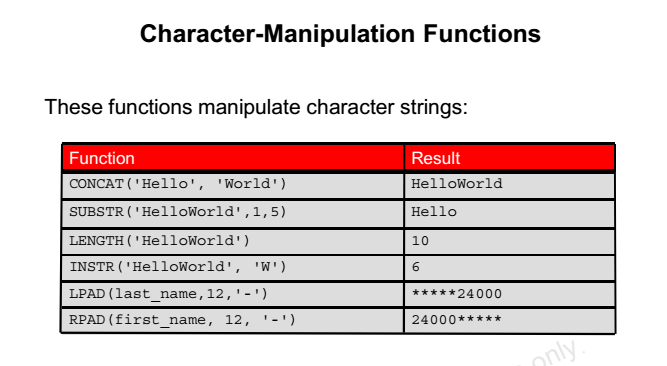 Character-Manipulation Functions
These functions manipulate character strings:
Function Result
CONCAT('Hello', 'World') HelloWorld
SUBSTR('HelloWorld',1,5) Hello
LENGTH('HelloWorld') 10
INSTR('HelloWorld', 'W') 6
LPAD(last_name,12,'-') *****24000
RPAD(first_name, 12, '-') 24000*****
only.